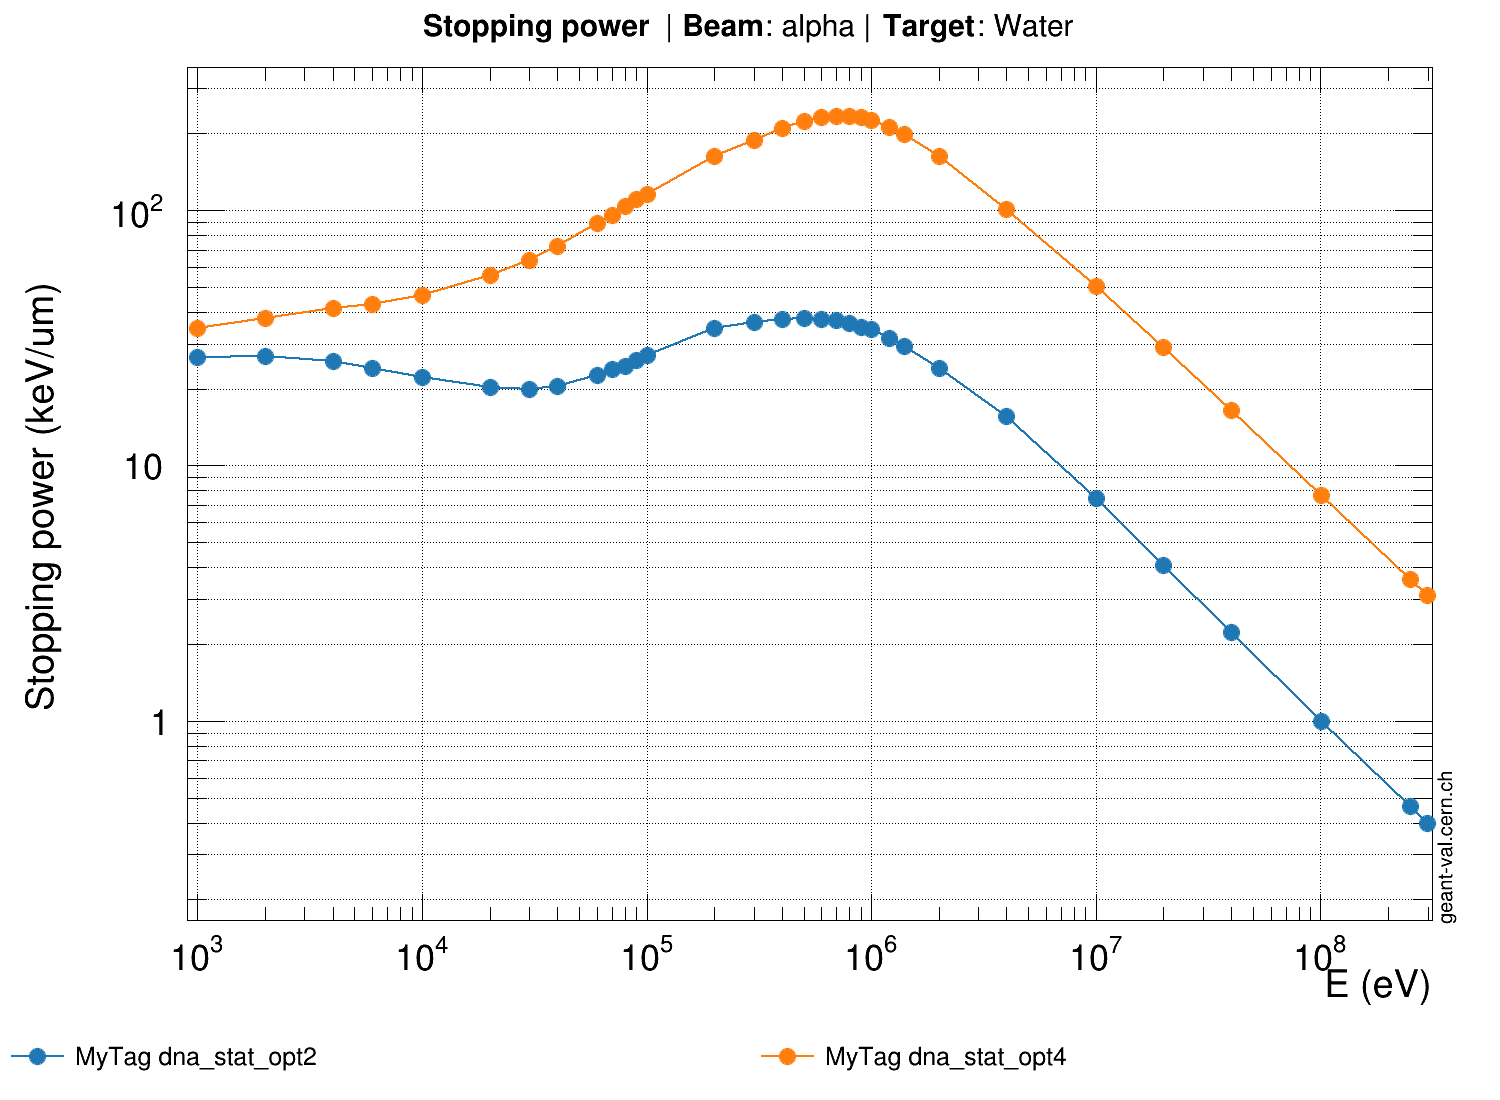 Stopping power | Beam: alpha | Target: Water
Stopping power (keV/um)
10²
10
1
10³ 10⁴ 10⁵ 10⁶ 10⁷ 10⁸
E (eV)
geant-val.cern.ch
MyTag dna_stat_opt2
MyTag dna_stat_opt4